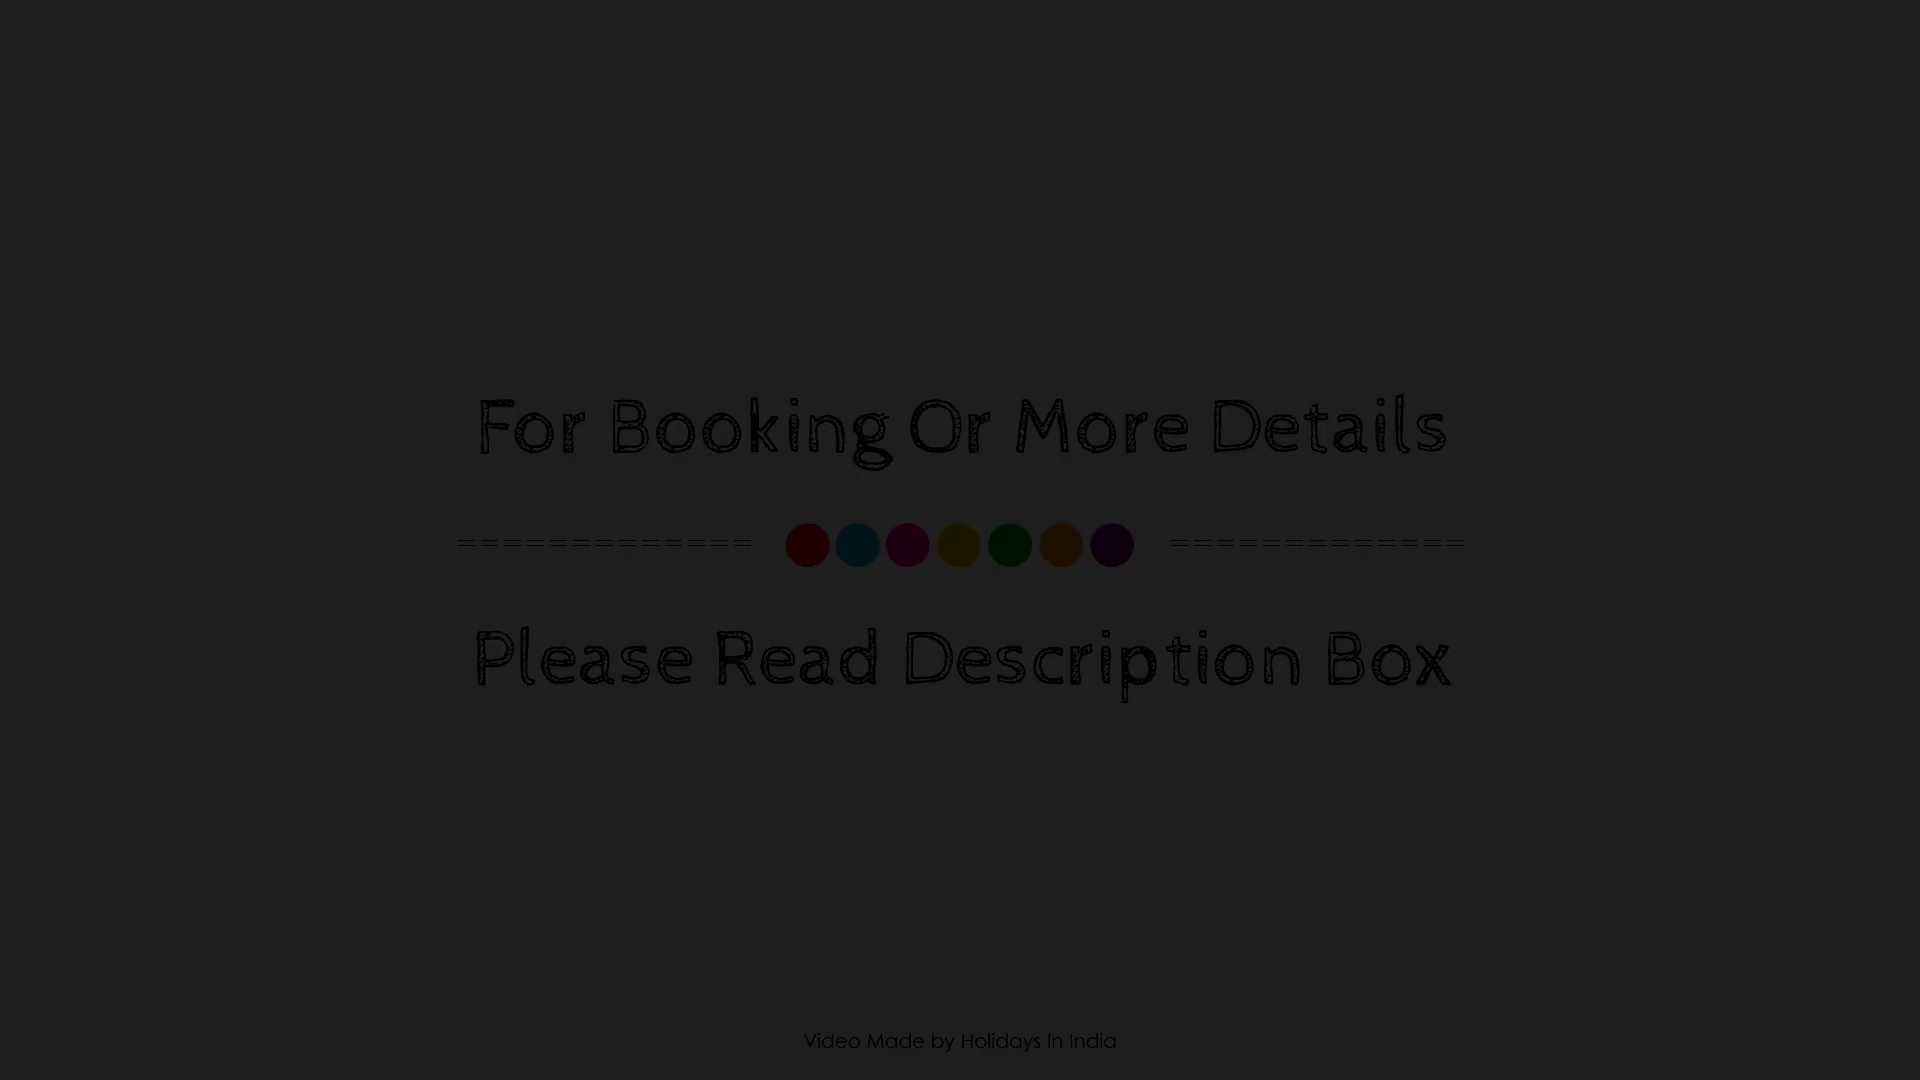 For Booking Or More Details
============= =============
Please Read Description Box
Video Made by Holidays In India